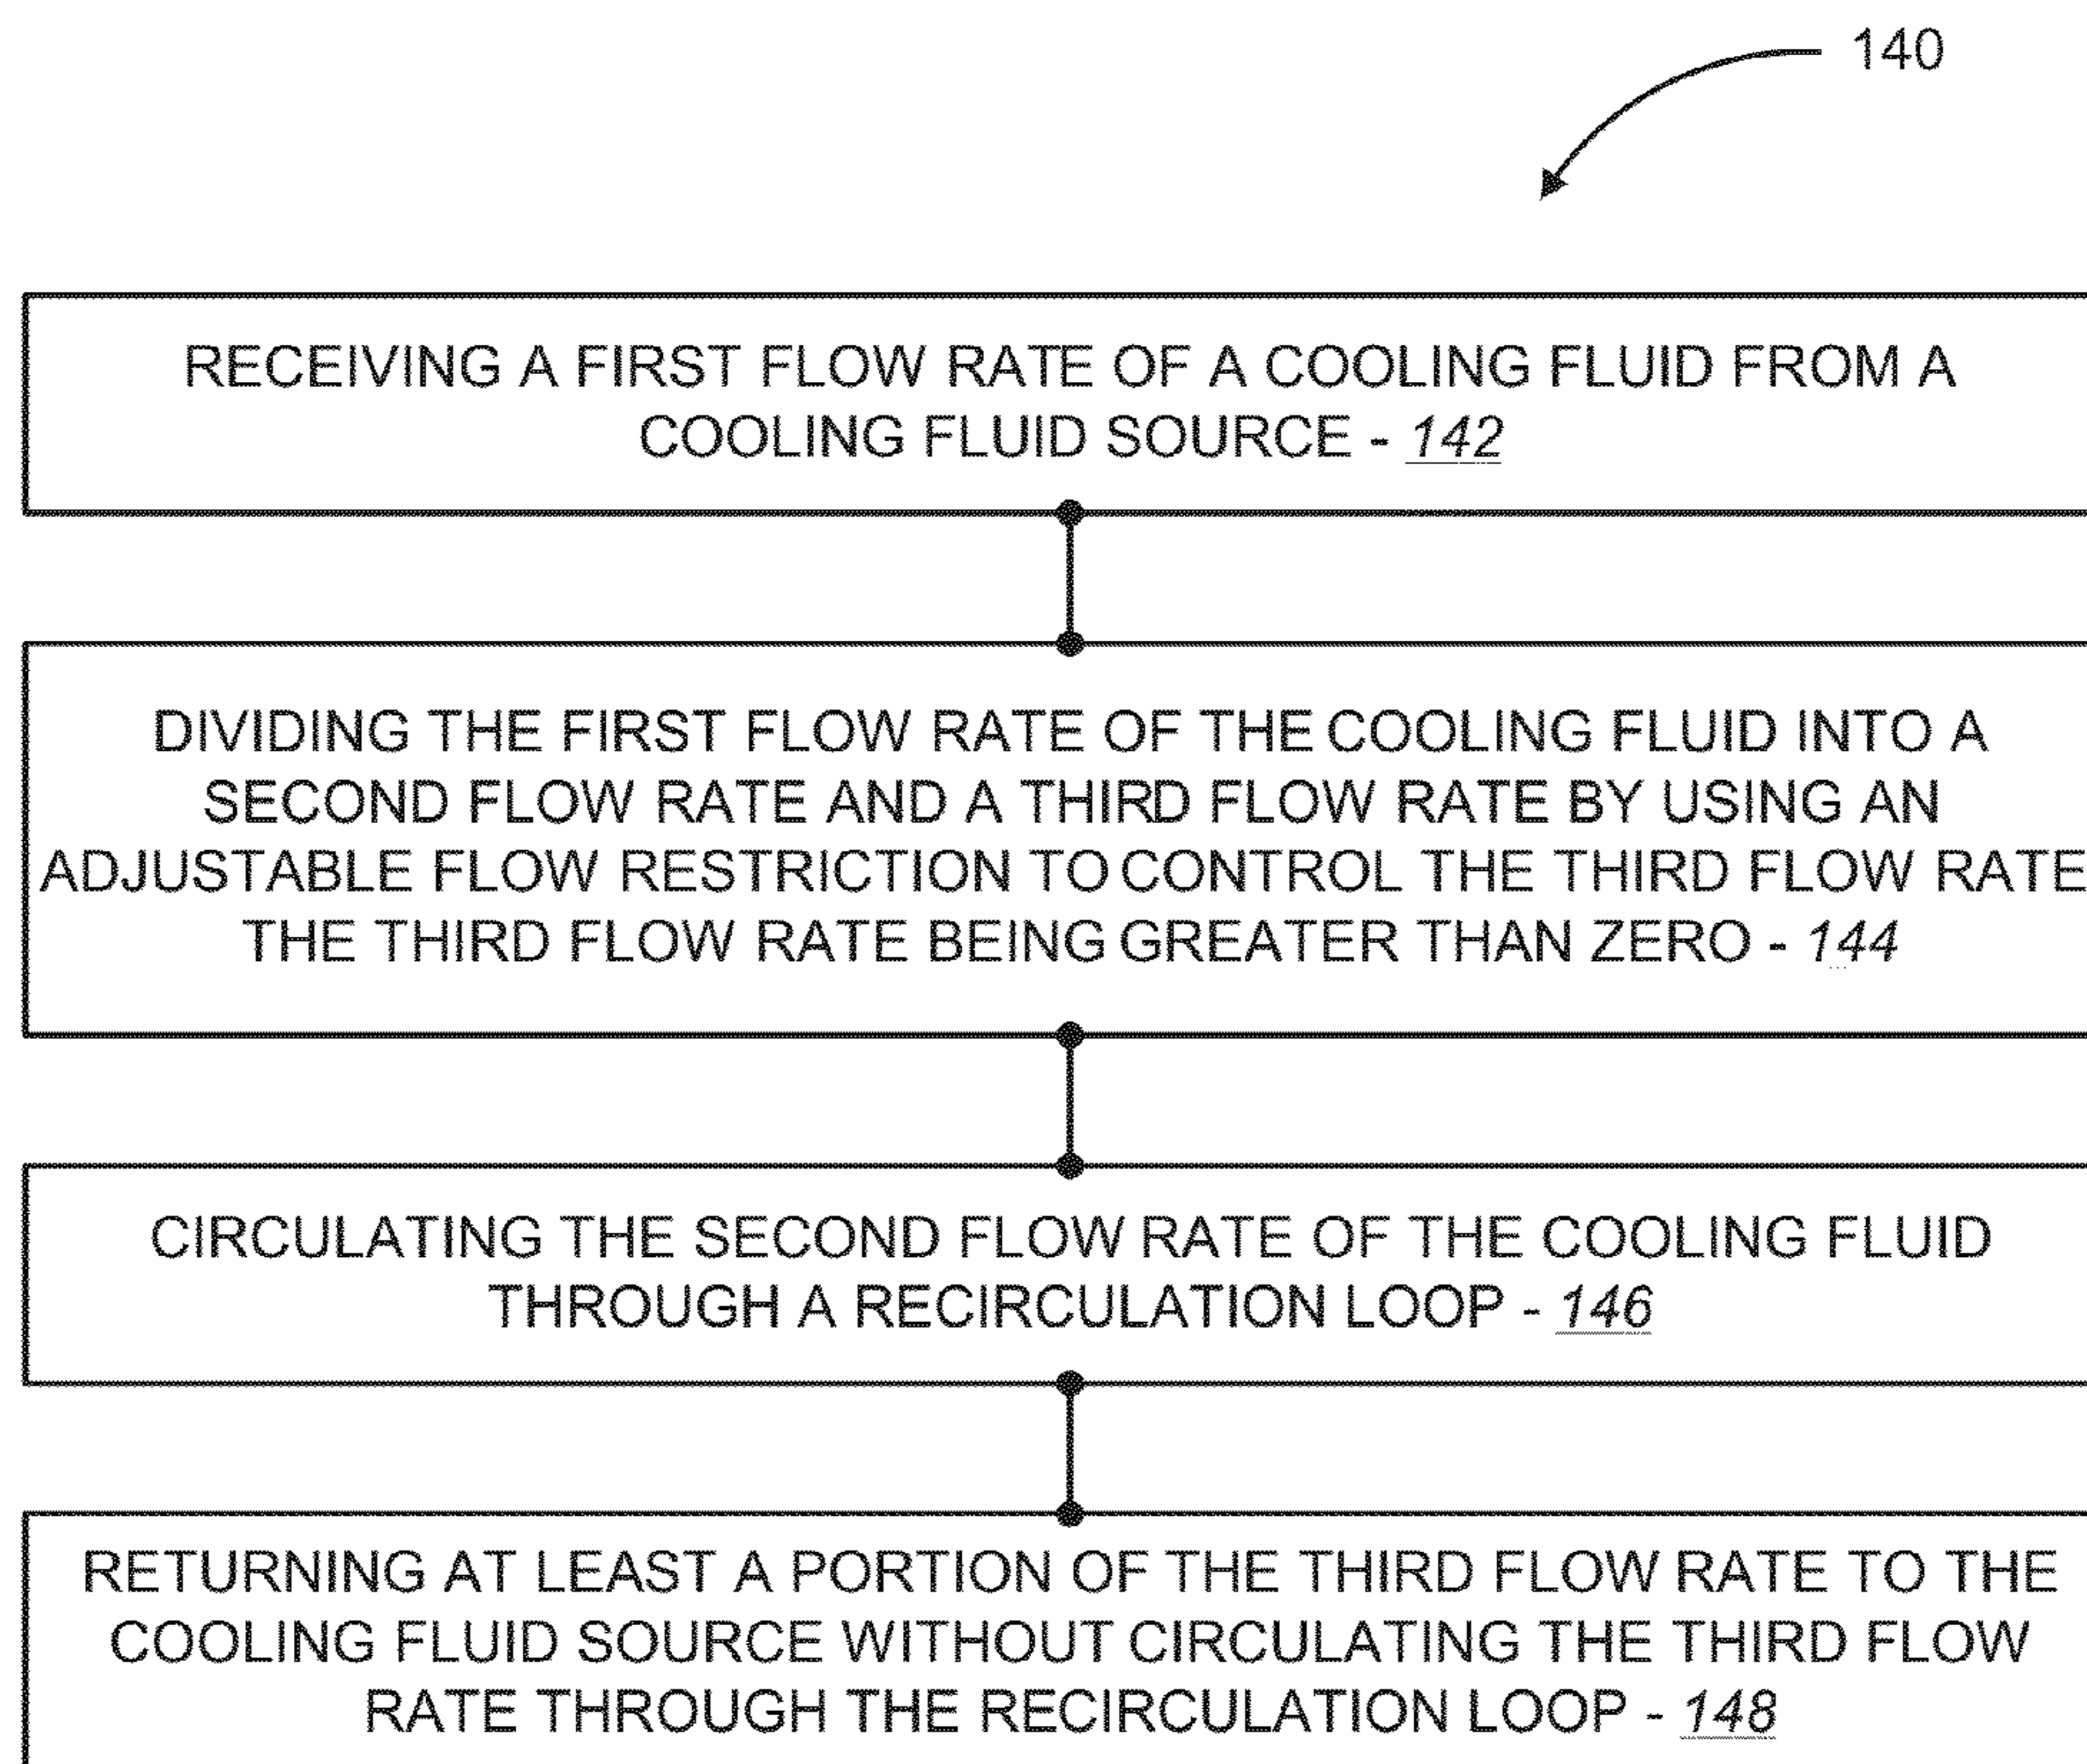 140
RECEIVING A FIRST FLOW RATE OF A COOLING FLUID FROM A
COOLING FLUID SOURCE - 142
DIVIDING THE FIRST FLOW RATE OF THE COOLING FLUID INTO A
SECOND FLOW RATE AND A THIRD FLOW RATE BY USING AN
ADJUSTABLE FLOW RESTRICTION TO CONTROL THE THIRD FLOW RATE
THE THIRD FLOW RATE BEING GREATER THAN ZERO - 144
CIRCULATING THE SECOND FLOW RATE OF THE COOLING FLUID
THROUGH A RECIRCULATION LOOP - 146
RETURNING AT LEAST A PORTION OF THE THIRD FLOW RATE TO THE
COOLING FLUID SOURCE WITHOUT CIRCULATING THE THIRD FLOW
RATE THROUGH THE RECIRCULATION LOOP - 148